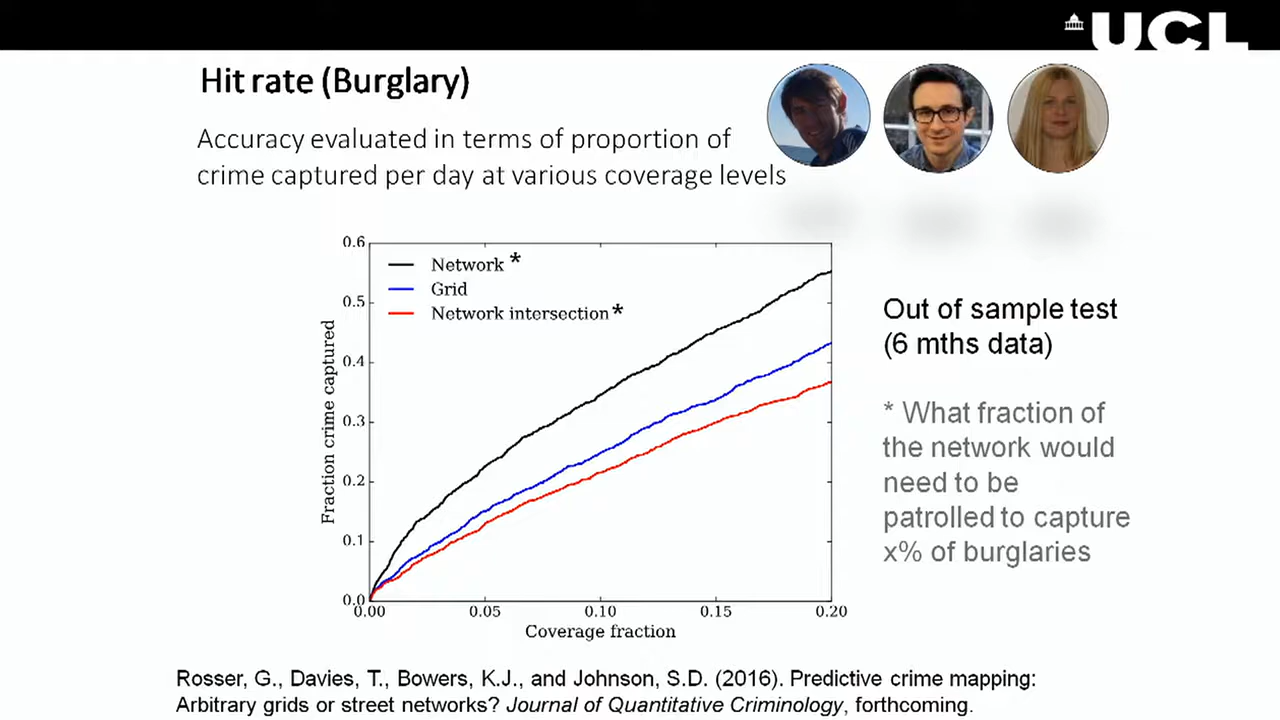 UCL
Hit rate (Burglary)
Accuracy evaluated in terms of proportion of
crime captured per day at various coverage levels
0.6
0.5
0.4
0.3
0.2
0.1
0.0
Fraction crime captured
Network *
Grid
Network intersection *
0.00 0.05 0.10 0.15 0.20
Coverage fraction
Out of sample test
(6 mths data)
* What fraction of
the network would
need to be
patrolled to capture
x% of burglaries
Rosser, G., Davies, T., Bowers, K.J., and Johnson, S.D. (2016). Predictive crime mapping:
Arbitrary grids or street networks? Journal of Quantitative Criminology, forthcoming.